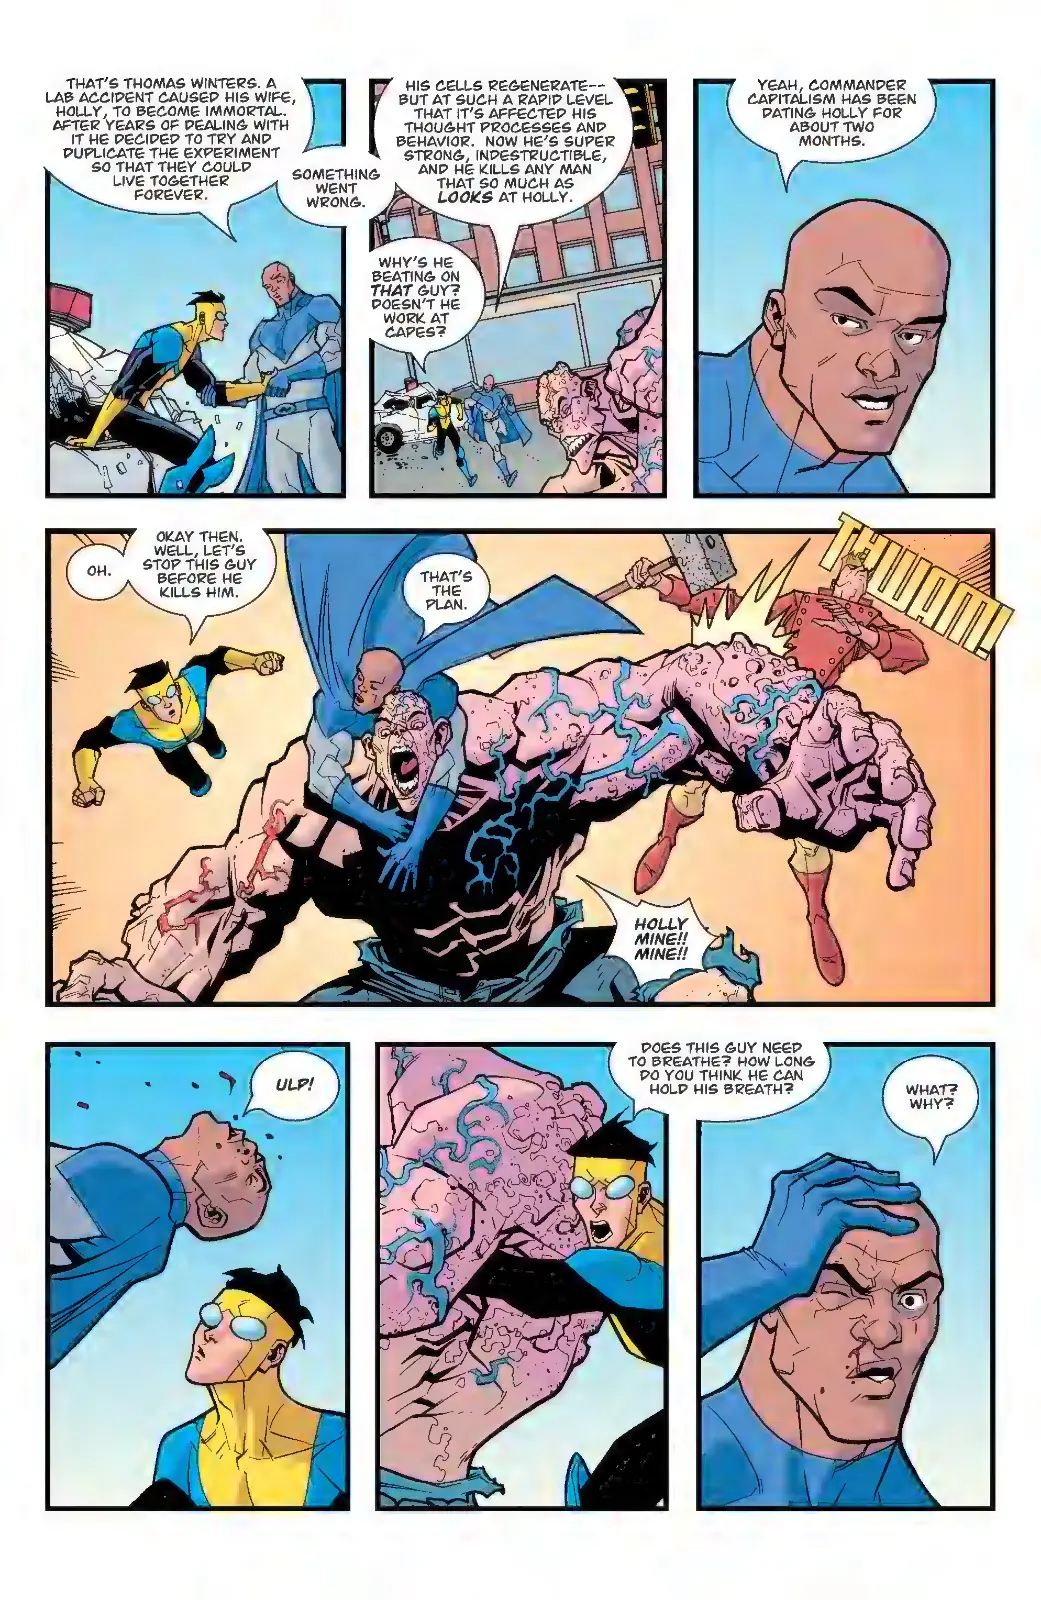 THAT'S THOMAS WINTERS. A
LAB ACCIDENT CAUSED HIS WIFE,
HOLLY, TO BECOME IMMORTAL.
AFTER YEARS OF DEALING WITH
IT HE DECIDED TO TRY AND
DUPLICATE THE EXPERIMENT
SO THAT THEY COULD
LIVE TOGETHER
FOREVER.
SOMETHING
WENT
WRONG.
HIS CELLS REGENERATE--
BUT AT SUCH A RAPID LEVEL
THAT IT'S AFFECTED HIS
THOUGHT PROCESSES AND
BEHAVIOR. NOW HE'S SUPER
STRONG, INDESTRUCTIBLE,
AND HE KILLS ANY MAN
THAT SO MUCH AS
LOOKS AT HOLLY.
WHY'S HE
BEATING ON
THAT GUY?
DOESN'T HE
WORK AT
CAPES?
YEAH, COMMANDER
CAPITALISM HAS BEEN
DATING HOLLY FOR
ABOUT TWO
MONTHS.
OH.
OKAY THEN.
WELL, LET'S
STOP THIS GUY
BEFORE HE
KILLS HIM.
THAT'S
THE
PLAN.
THWAM!
HOLLY
MINE!!
MINE!!
ULP!
DOES THIS GUY NEED
TO BREATHE? HOW LONG
DO YOU THINK HE CAN
HOLD HIS BREATH?
WHAT?
WHY?